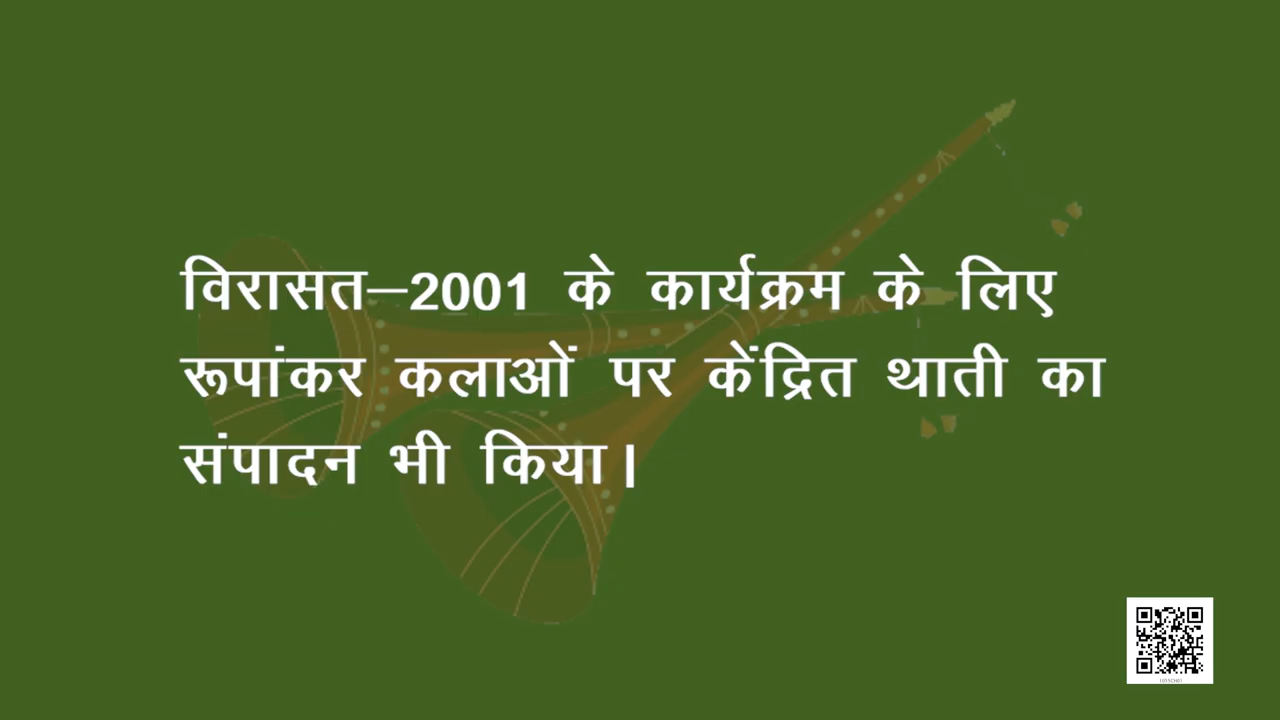 विरासत–2001 के कार्यक्रम के लिए
रूपांकर कलाओं पर केंद्रित थाती का
संपादन भी किया।